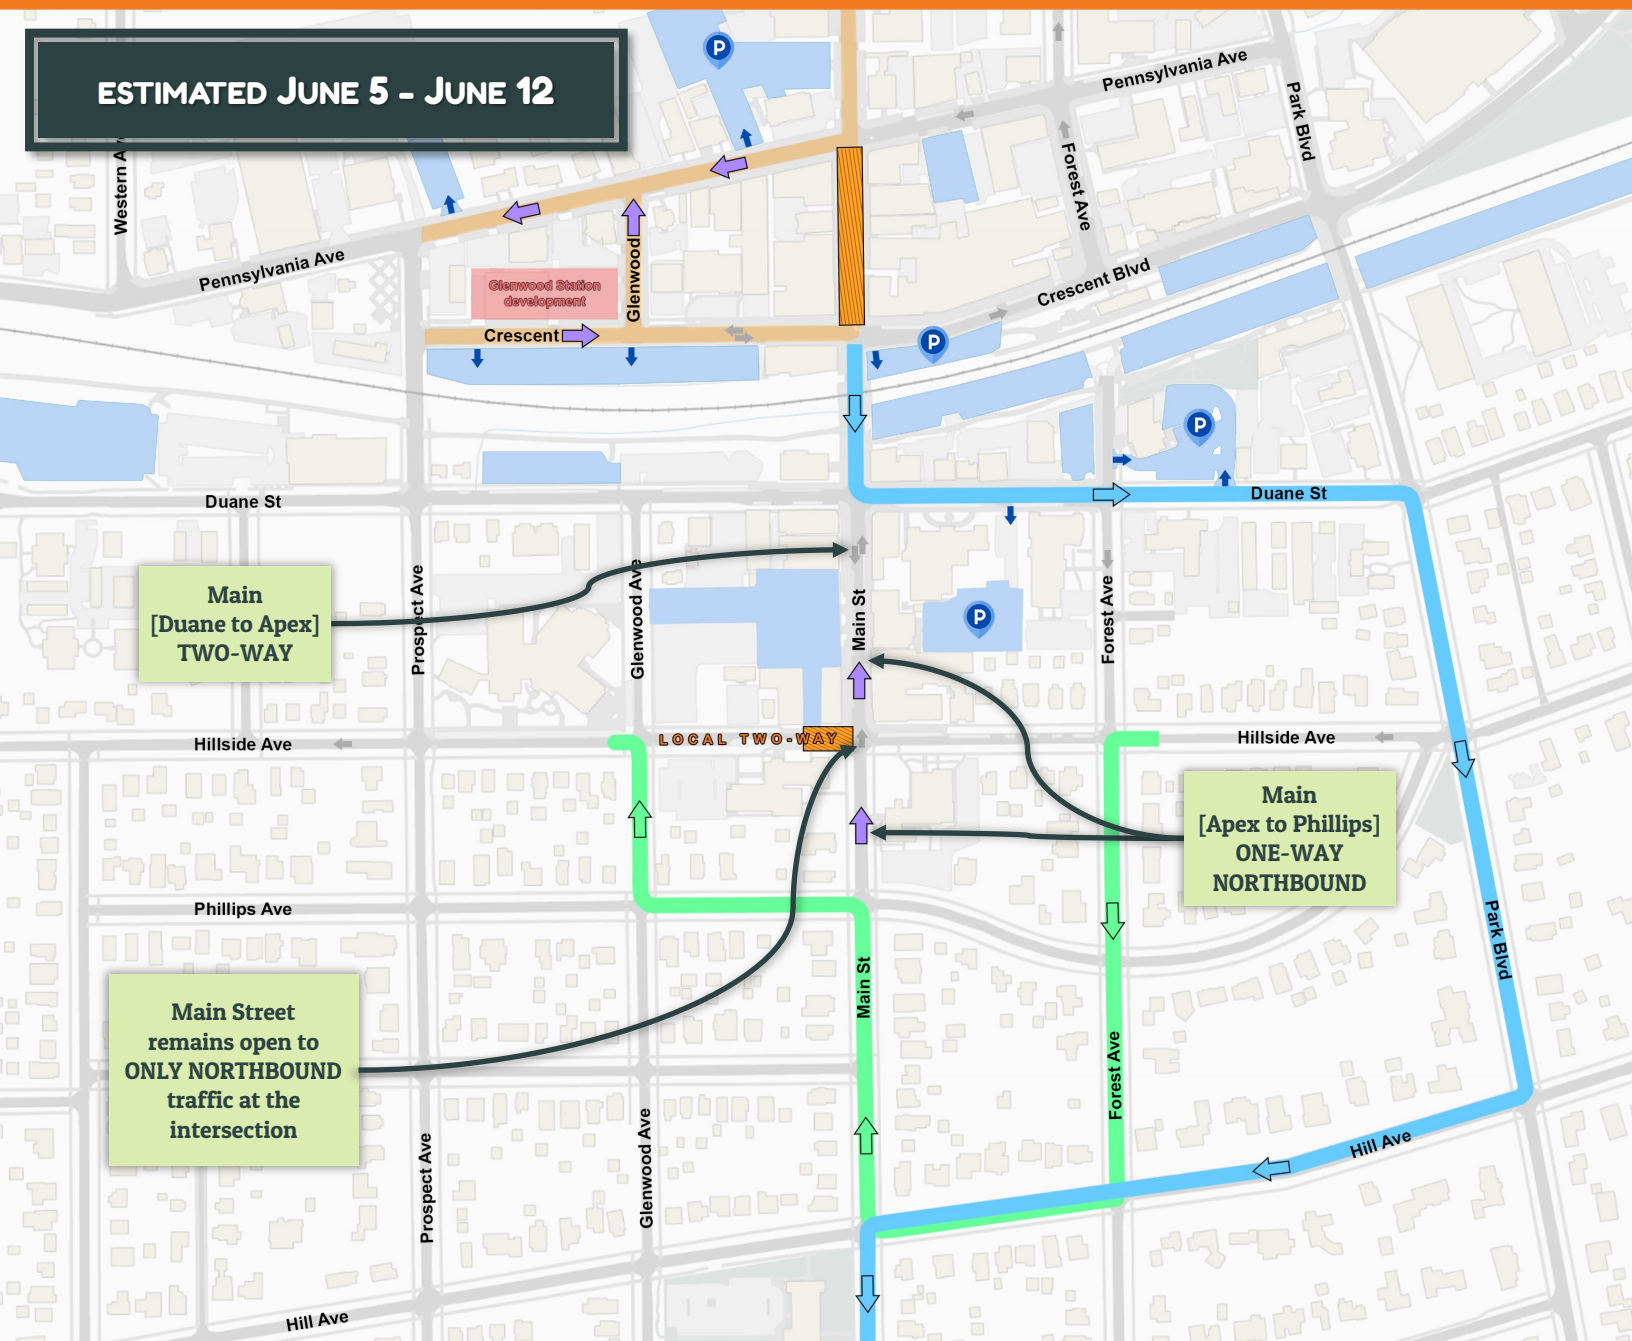 ESTIMATED JUNE 5 - JUNE 12
P
Pennsylvania Ave
Park Blvd
Western Av
Forest Ave
Pennsylvania Ave
Glenwood
Glenwood Station
development
Crescent Blvd
Crescent
P
P
Duane St
Duane St
Main
[Duane to Apex]
TWO-WAY
Prospect Ave
Glenwood Ave
Main St
P
Forest Ave
Hillside Ave
LOCAL TWO-WAY
Hillside Ave
Main
[Apex to Phillips]
ONE-WAY
NORTHBOUND
Phillips Ave
Park Blvd
Main St
Main Street
remains open to
ONLY NORTHBOUND
traffic at the
intersection
Forest Ave
Prospect Ave
Glenwood Ave
Hill Ave
Hill Ave